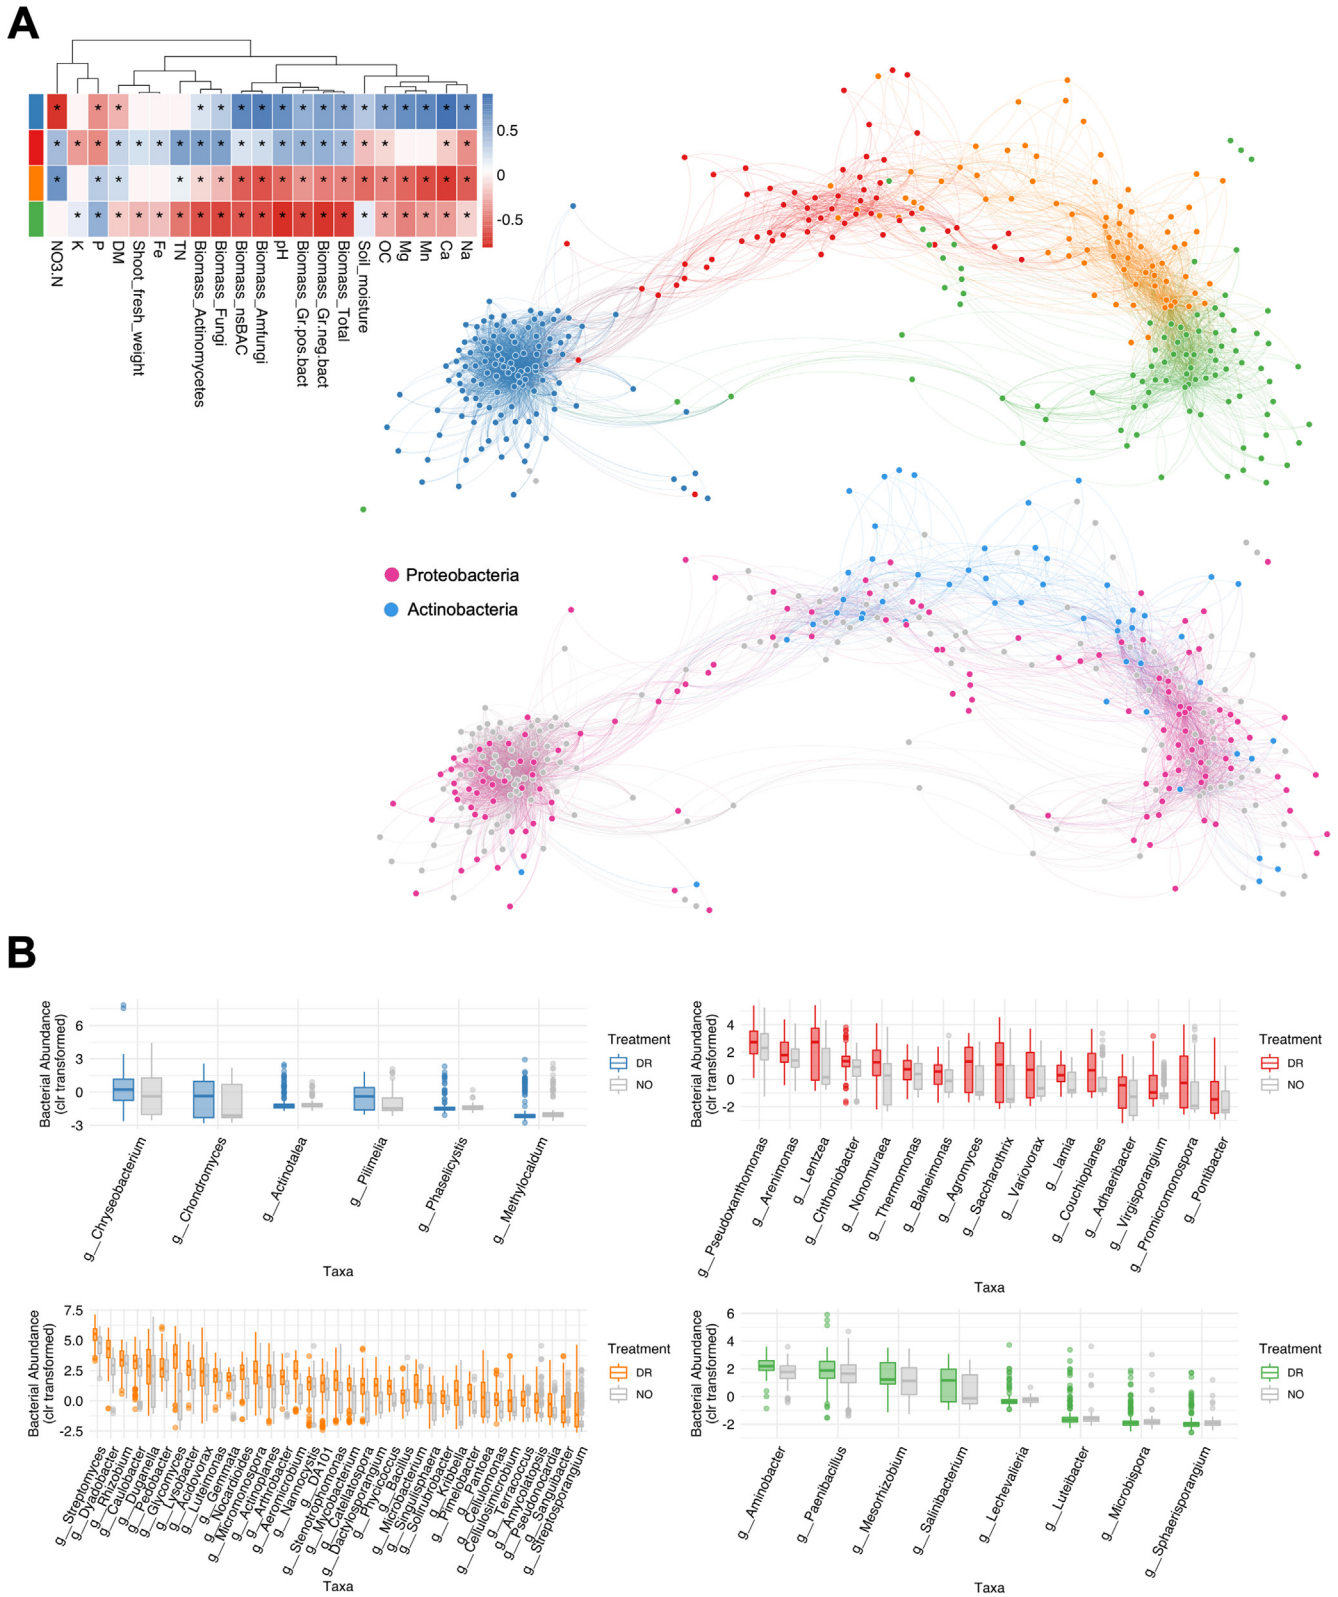 A
* * * * * * * * * * * * * * * * * *
0.5
* * * * * * * * * * * * * * * * * * *
0
* * * * * * * * * * * * * * * * *
-0.5
* * * * * * * * * * * * * * * * * * * *
NO3.N
K
P
DM
Shoot_fresh_weight
Fe
TN
Biomass_Actinomycetes
Biomass_Fungi
Biomass_nsBAC
Biomass_Amfungi
pH
Biomass_Gr.pos.bact
Biomass_Gr.neg.bact
Biomass_Total
Soil_moisture
OC
Mg
Mn
Ca
Na
Proteobacteria
Actinobacteria
B
Bacterial Abundance
(clr transformed)
6
3
0
-3
g__Chryseobacterium
g__Chondromyces
g__Actinotalea
g__Pilimelia
g__Phaselicystis
g__Methylocaldum
Taxa
Treatment
DR
NO
Bacterial Abundance
(clr transformed)
4
2
0
-2
g__Pseudoxanthomonas
g__Arenimonas
g__Lentzea
g__Chthoniobacter
g__Nonomuraea
g__Thermomonas
g__Balneimonas
g__Agromyces
g__Saccharothrix
g__Variovorax
g__Iamia
g__Couchioplanes
g__Adhaeribacter
g__Virgisporangium
g__Promicromonospora
g__Pontibacter
Taxa
Treatment
DR
NO
Bacterial Abundance
(clr transformed)
7.5
5.0
2.5
0.0
-2.5
g__Streptomyces
g__Dyadobacter
g__Rhizobium
g__Caulobacter
g__Duganella
g__Pedobacter
g__Glycomyces
g__Lysobacter
g__Acidovorax
g__Luteimonas
g__Gemmata
g__Nocardioides
g__Micromonospora
g__Actinoplanes
g__Arthrobacter
g__Aeromicrobium
g__Nannocystis
g__DA101
g__Stenotrophomonas
g__Mycobacterium
g__Catellatospora
g__Dactylosporangium
g__Phycicoccus
g__Bacillus
g__Microbacterium
g__Singulisphaera
g__Solirubrobacter
g__Kribbella
g__Pimelobacter
g__Pantoea
g__Cellulomonas
g__Cellulosimicrobium
g__Terracoccus
g__Amycolatopsis
g__Pseudonocardia
g__Sanguibacter
g__Streptosporangium
Taxa
Treatment
DR
NO
Bacterial Abundance
(clr transformed)
6
4
2
0
-2
g__Aminobacter
g__Paenibacillus
g__Mesorhizobium
g__Salinibacterium
g__Lechevalieria
g__Luteibacter
g__Microbispora
g__Sphaerisporangium
Taxa
Treatment
DR
NO